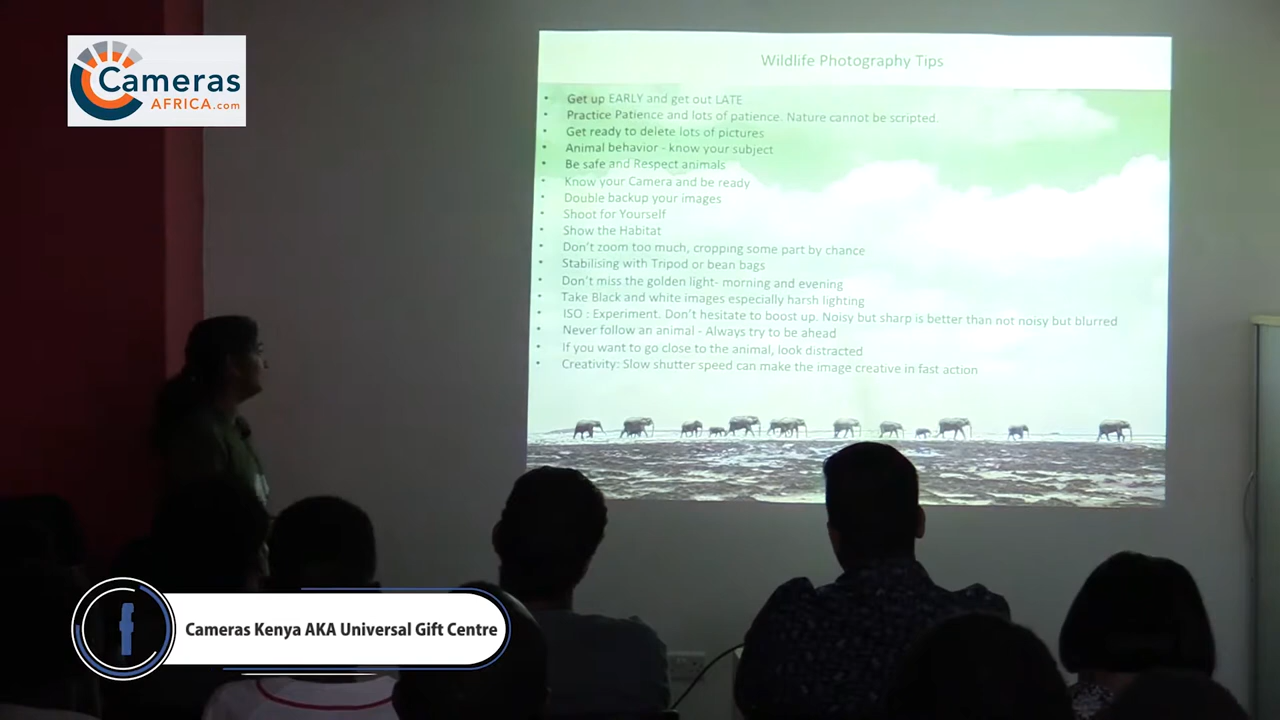 Cameras
AFRICA.com
Wildlife Photography Tips
• Get up EARLY and get out LATE
• Practice Patience and lots of patience. Nature cannot be scripted.
• Get ready to delete lots of pictures
• Animal behavior - know your subject
• Be safe and Respect animals
• Know your Camera and be ready
• Double backup your images
• Shoot for Yourself
• Show the Habitat
• Don't zoom too much, cropping some part by chance
• Stabilising with Tripod or bean bags
• Don't miss the golden light- morning and evening
• Take Black and white images especially harsh lighting
• ISO : Experiment. Don't hesitate to boost up. Noisy but sharp is better than not noisy but blurred
• Never follow an animal - Always try to be ahead
• If you want to go close to the animal, look distracted
• Creativity: Slow shutter speed can make the image creative in fast action
f
Cameras Kenya AKA Universal Gift Centre